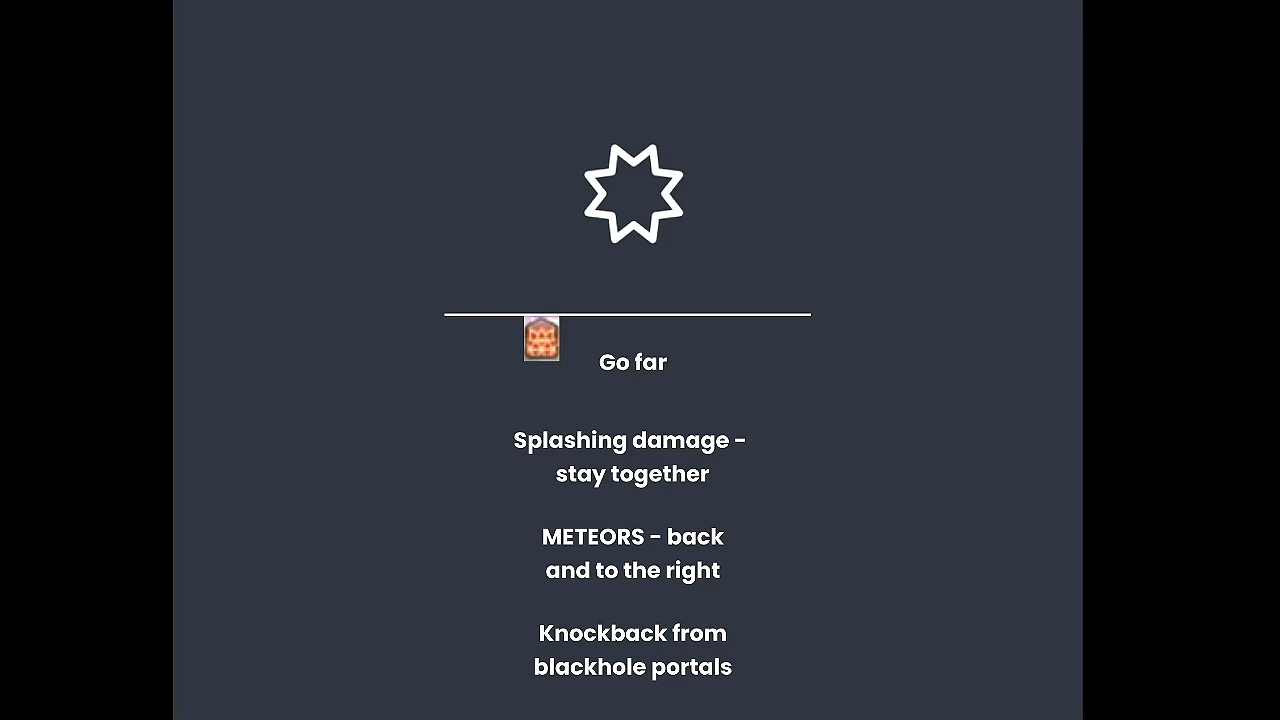 Go far
Splashing damage -
stay together
METEORS - back
and to the right
Knockback from
blackhole portals